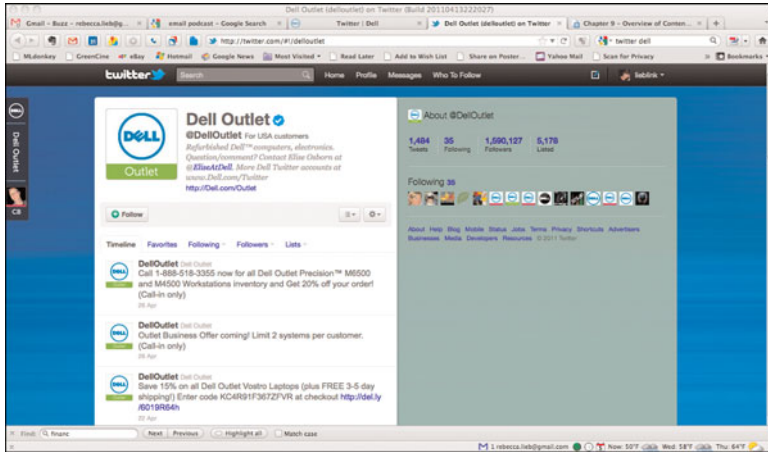 Dell Outlet (delloutlet) on Twitter (Build 20110413222027)
Gmail - Buzz - rebecca.lieb@g...
email podcast - Google Search
Twitter | Dell
Dell Outlet (delloutlet) on Twitter
Chapter 9 - Overview of Conten...
http://twitter.com/#!/delloutlet
twitter dell
MLdonkey
GreenCine
eBay
Hotmail
Google News
Most Visited
Read Later
Add to Wish List
Share on Poster...
Yahoo Mail
Scan for Privacy
Bookmarks
twitter
Search
Home
Profile
Messages
Who To Follow
lieblink
Dell Outlet
CB
DELL
Outlet
Dell Outlet
@DellOutlet For USA customers
Refurbished Dell™ computers, electronics.
Question/comment? Contact Elise Osborn at
@EliseAtDell. More Dell Twitter accounts at
www.Dell.com/Twitter
http://Dell.com/Outlet
Follow
Timeline Favorites Following Followers Lists
DellOutlet Dell Outlet
Call 1-888-518-3355 now for all Dell Outlet Precision™ M6500
and M4500 Workstations inventory and Get 20% off your order!
(Call-in only)
26 Apr
DellOutlet Dell Outlet
Outlet Business Offer coming! Limit 2 systems per customer.
(Call-in only)
26 Apr
DellOutlet Dell Outlet
Save 15% on all Dell Outlet Vostro Laptops (plus FREE 3-5 day
shipping!) Enter code KC4R91F367ZFVR at checkout http://del.ly
/6019R64h
22 Apr
About @DellOutlet
1,484 35 1,590,127 5,178
Tweets Following Followers Listed
Following 35
About Help Blog Mobile Status Jobs Terms Privacy Shortcuts Advertisers
Businesses Media Developers Resources © 2011 Twitter
Find: financ
Next Previous Highlight all Match case
1 rebecca.lieb@gmail.com
Now: 50°F
Wed: 58°F
Thu: 64°F